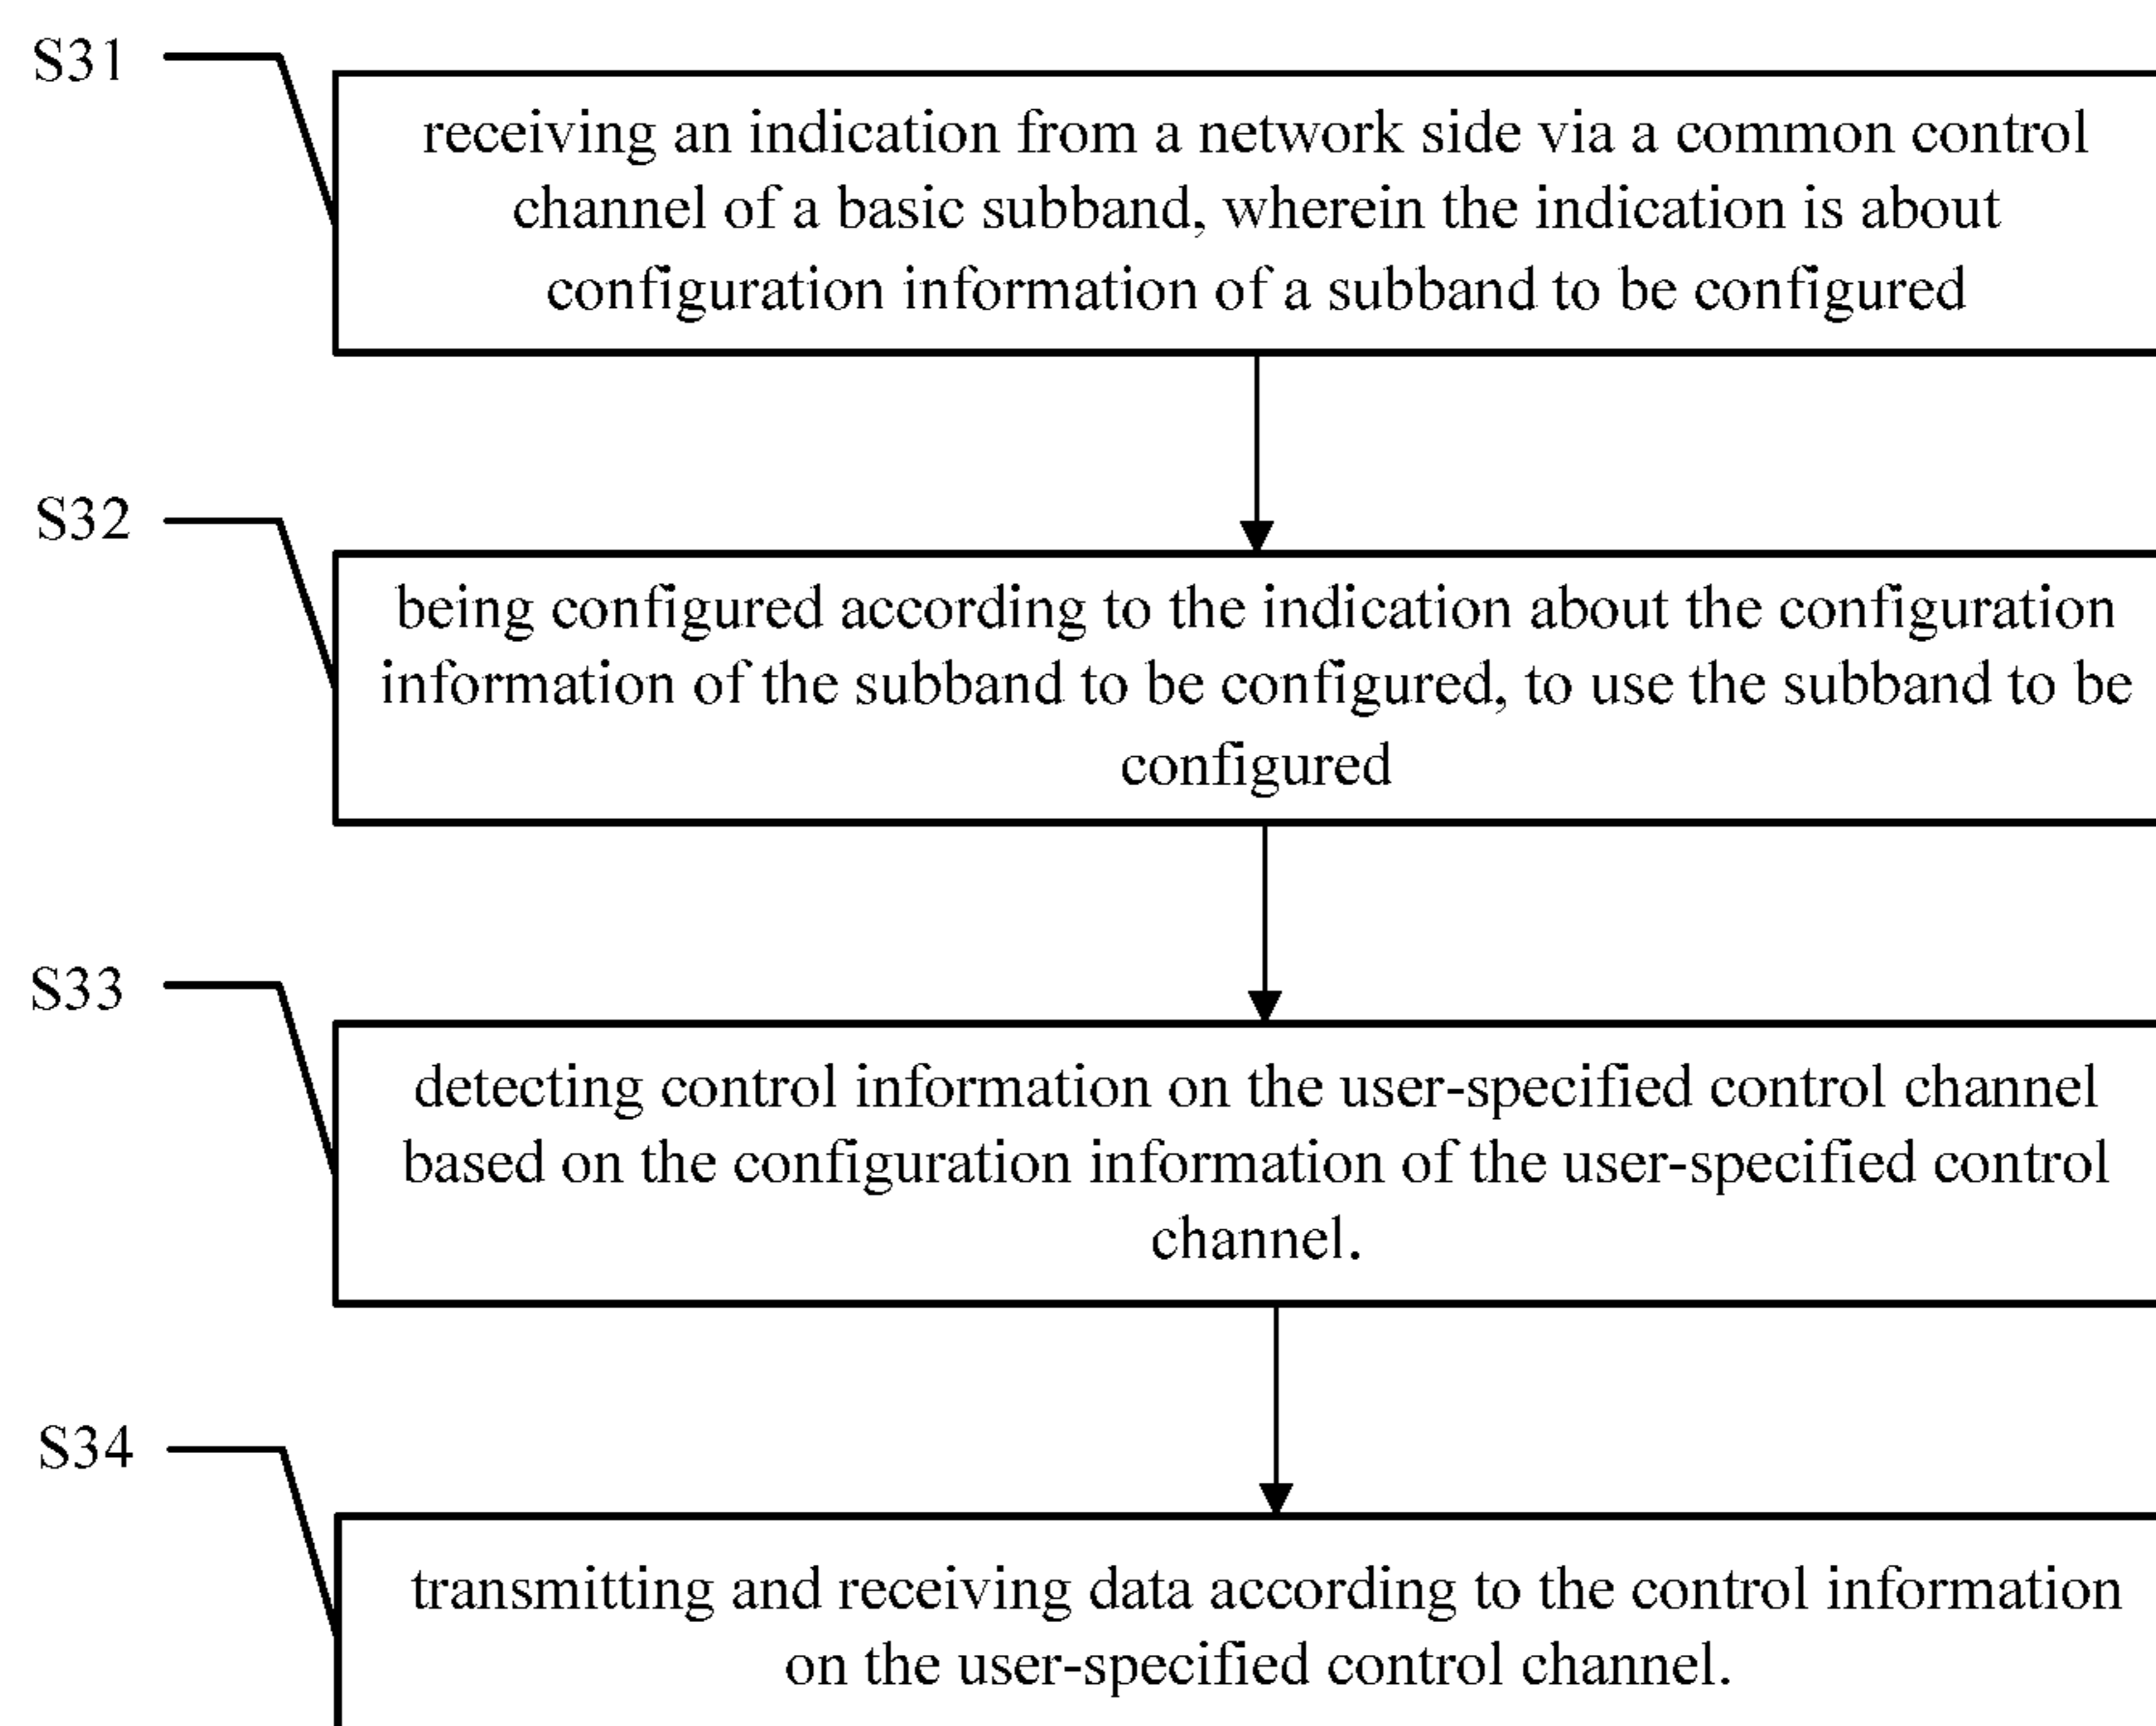 S31
receiving an indication from a network side via a common control
channel of a basic subband, wherein the indication is about
configuration information of a subband to be configured
S32
being configured according to the indication about the configuration
information of the subband to be configured, to use the subband to be
configured
S33
detecting control information on the user-specified control channel
based on the configuration information of the user-specified control
channel.
S34
transmitting and receiving data according to the control information
on the user-specified control channel.